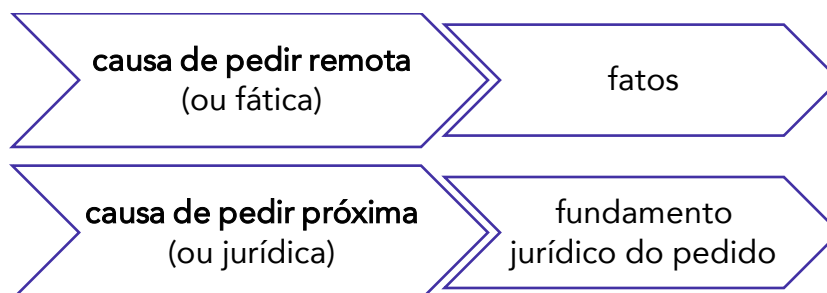 causa de pedir remota
(ou fática)
fatos
causa de pedir próxima
(ou jurídica)
fundamento
jurídico do pedido